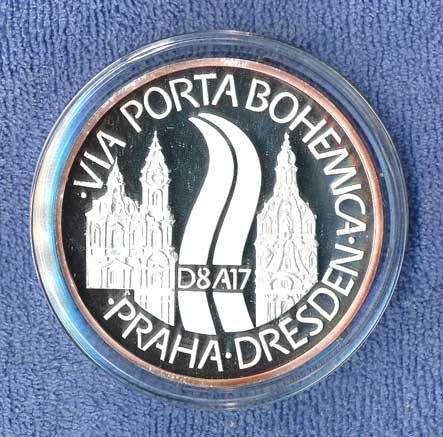 · VIA PORTA BOHEMICA ·
D8 A17
PRAHA · DRESDEN